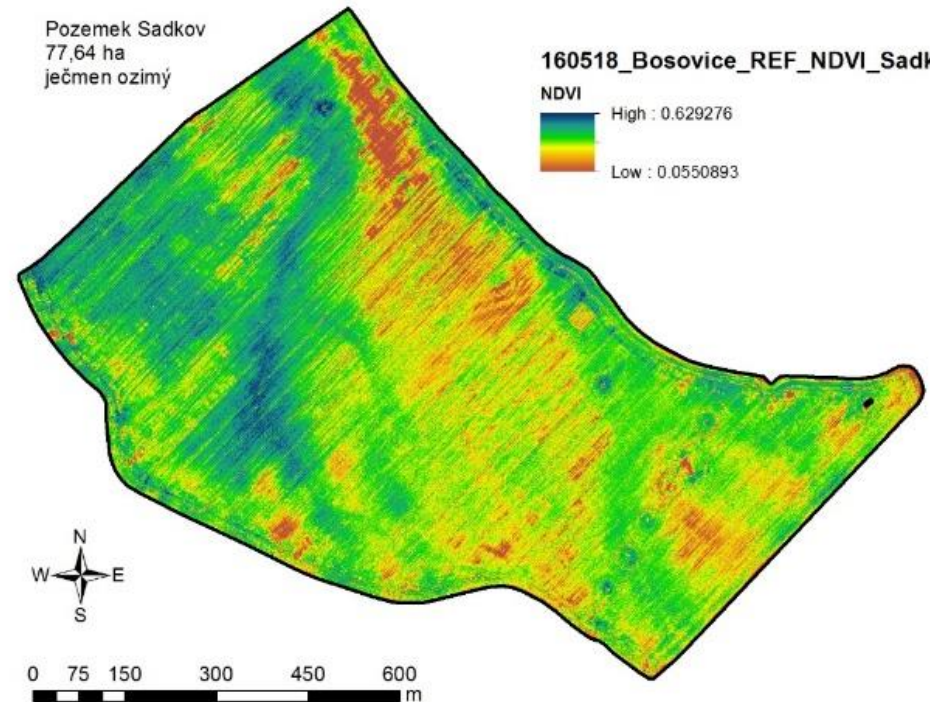 Pozemek Sadkov
77,64 ha
ječmen ozimý
160518_Bosovice_REF_NDVI_Sadk
NDVI
High : 0.629276
Low : 0.0550893
N
W E
S
0 75 150 300 450 600
m